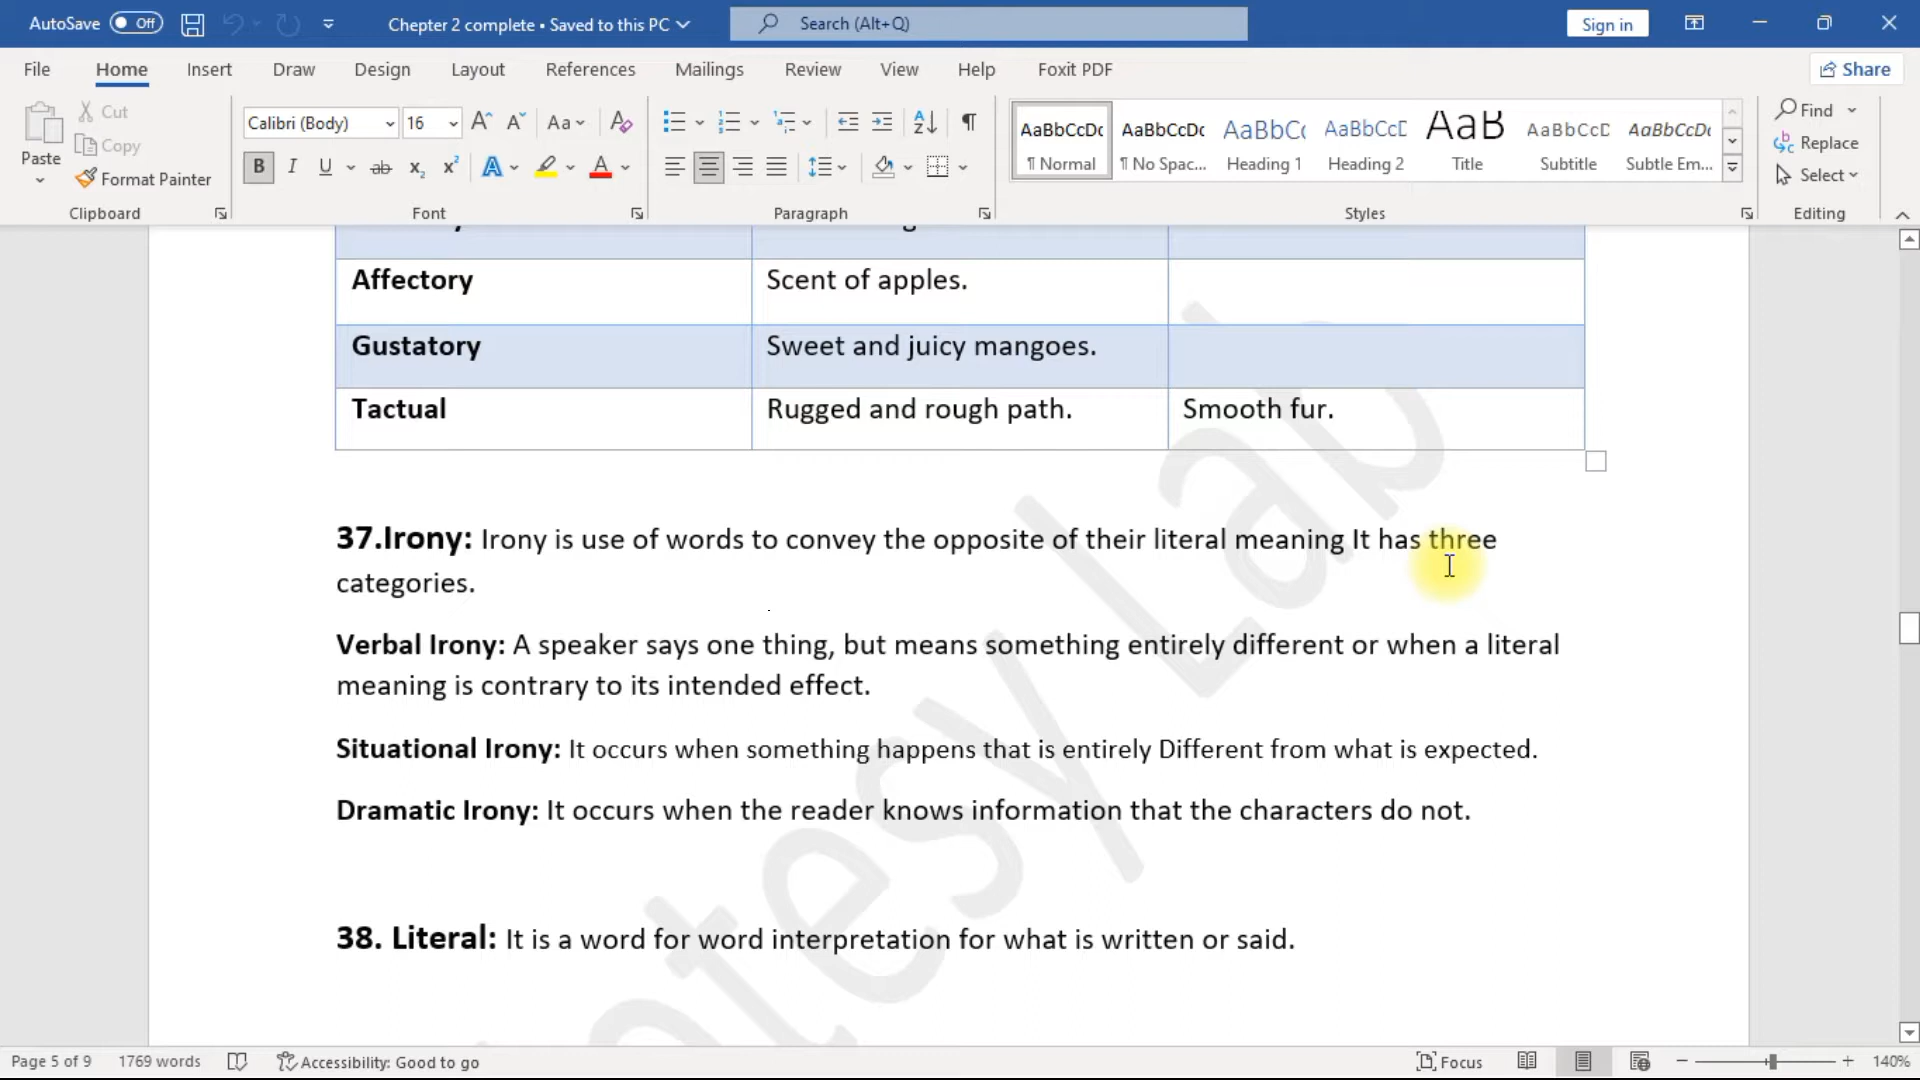 AutoSave Off Chepter 2 complete • Saved to this PC Search (Alt+Q) Sign in
File Home Insert Draw Design Layout References Mailings Review View Help Foxit PDF Share
Paste Cut Copy Format Painter
Calibri (Body) 16
AaBbCcDc AaBbCcDc AaBbC( AaBbCcD AaB AaBbCcD AaBbCcDc
¶ Normal ¶ No Spac... Heading 1 Heading 2 Title Subtitle Subtle Em...
Find
Replace
Select
Clipboard Font Paragraph Styles Editing
Affectory Scent of apples.
Gustatory Sweet and juicy mangoes.
Tactual Rugged and rough path. Smooth fur.
37.Irony: Irony is use of words to convey the opposite of their literal meaning It has three
categories.
Verbal Irony: A speaker says one thing, but means something entirely different or when a literal
meaning is contrary to its intended effect.
Situational Irony: It occurs when something happens that is entirely Different from what is expected.
Dramatic Irony: It occurs when the reader knows information that the characters do not.
38. Literal: It is a word for word interpretation for what is written or said.
Page 5 of 9 1769 words Accessibility: Good to go Focus 140%